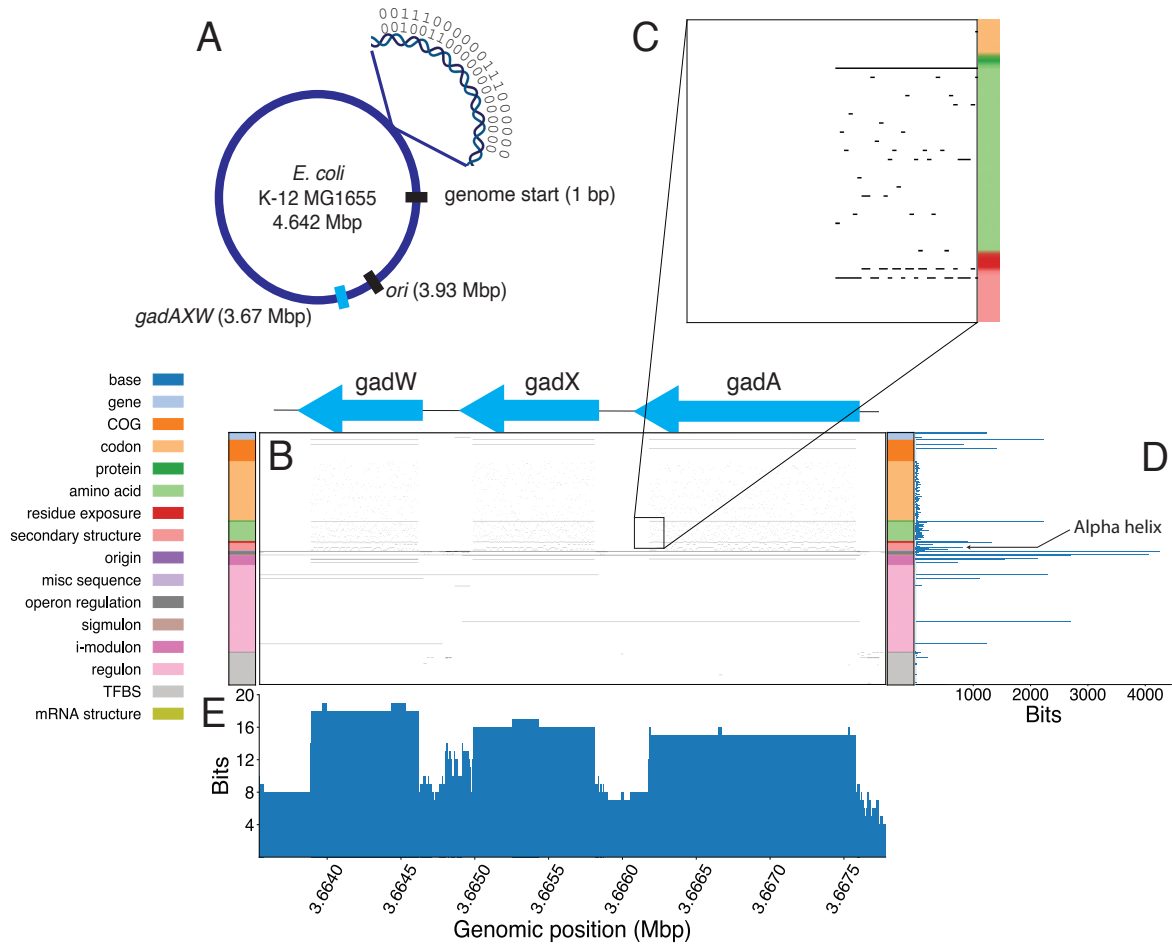 A
0011100000011100000
0010011000000000000
E. coli
K-12 MG1655
4.642 Mbp
genome start (1 bp)
ori (3.93 Mbp)
gadAXW (3.67 Mbp)
C
gadW
gadX
gadA
base
gene
COG
codon
protein
amino acid
residue exposure
secondary structure
origin
misc sequence
operon regulation
sigmulon
i-modulon
regulon
TFBS
mRNA structure
B
D
Alpha helix
1000 2000 3000 4000
Bits
E
20
16
12
8
4
Bits
3.6640 3.6645 3.6650 3.6655 3.6660 3.6665 3.6670 3.6675
Genomic position (Mbp)